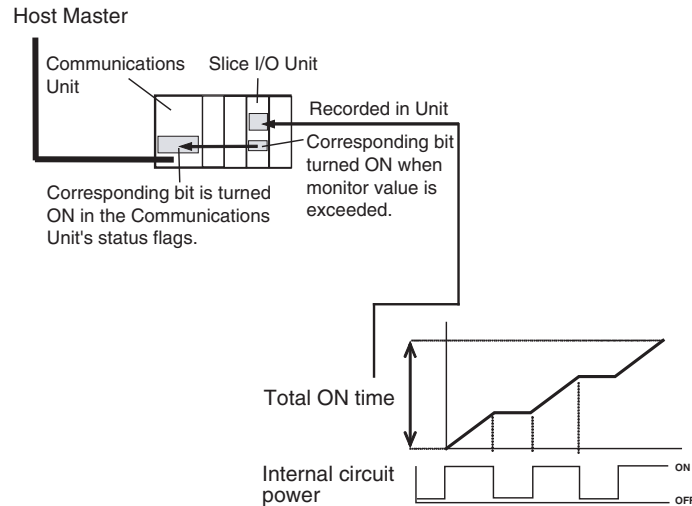 Host Master
Communications
Unit
Slice I/O Unit
Recorded in Unit
Corresponding bit
turned ON when
monitor value is
exceeded.
Corresponding bit is turned
ON in the Communications
Unit's status flags.
Total ON time
Internal circuit
power
ON
OFF